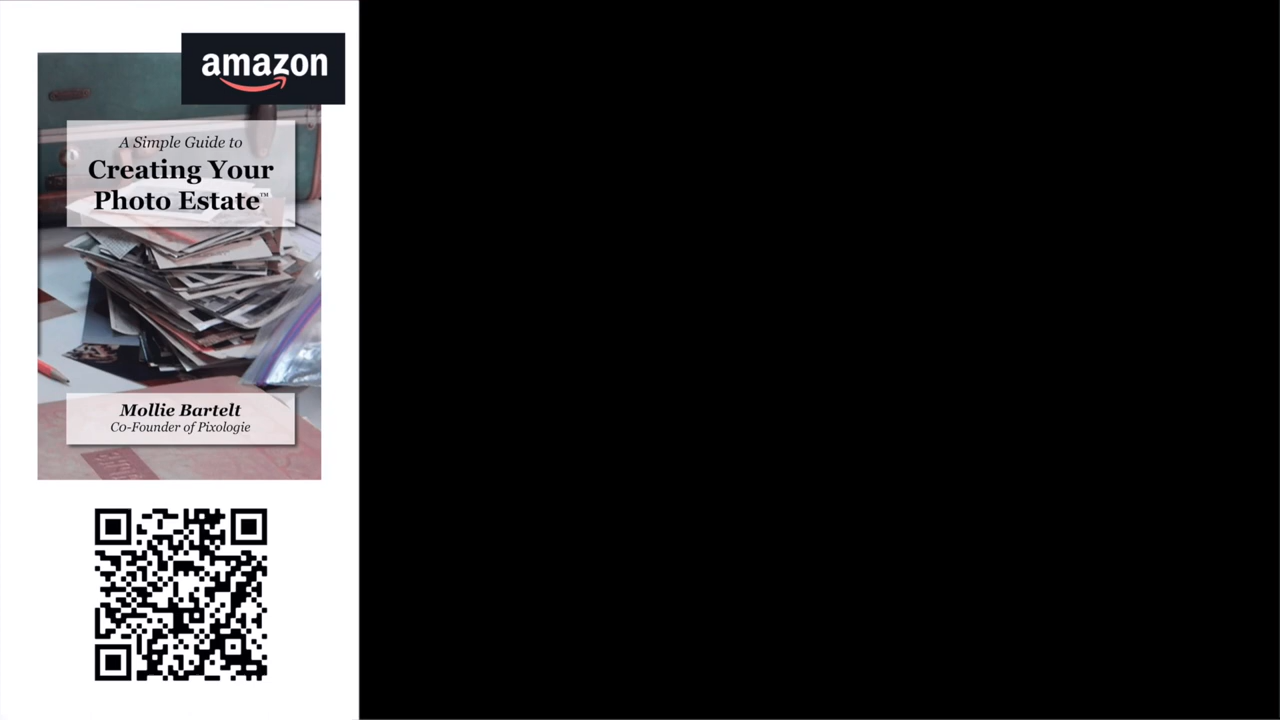 amazon
A Simple Guide to
Creating Your
Photo Estate™
Mollie Bartelt
Co-Founder of Pixologie